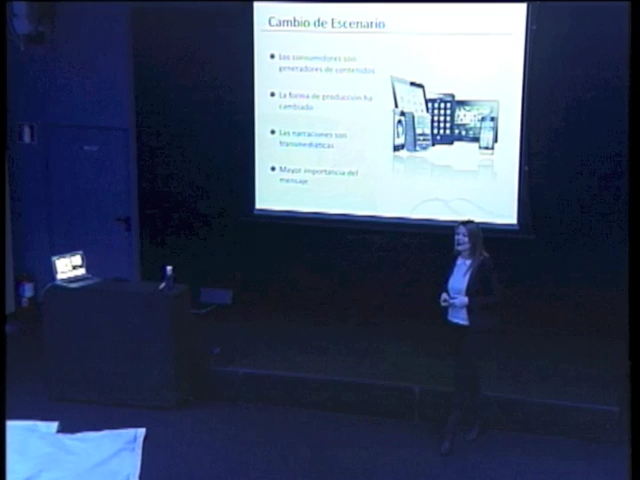 Cambio de Escenario
Los consumidores son
generadores de contenidos
La forma de producción ha
cambiado
Las narraciones son
transmediáticas
Mayor importancia del
mensaje